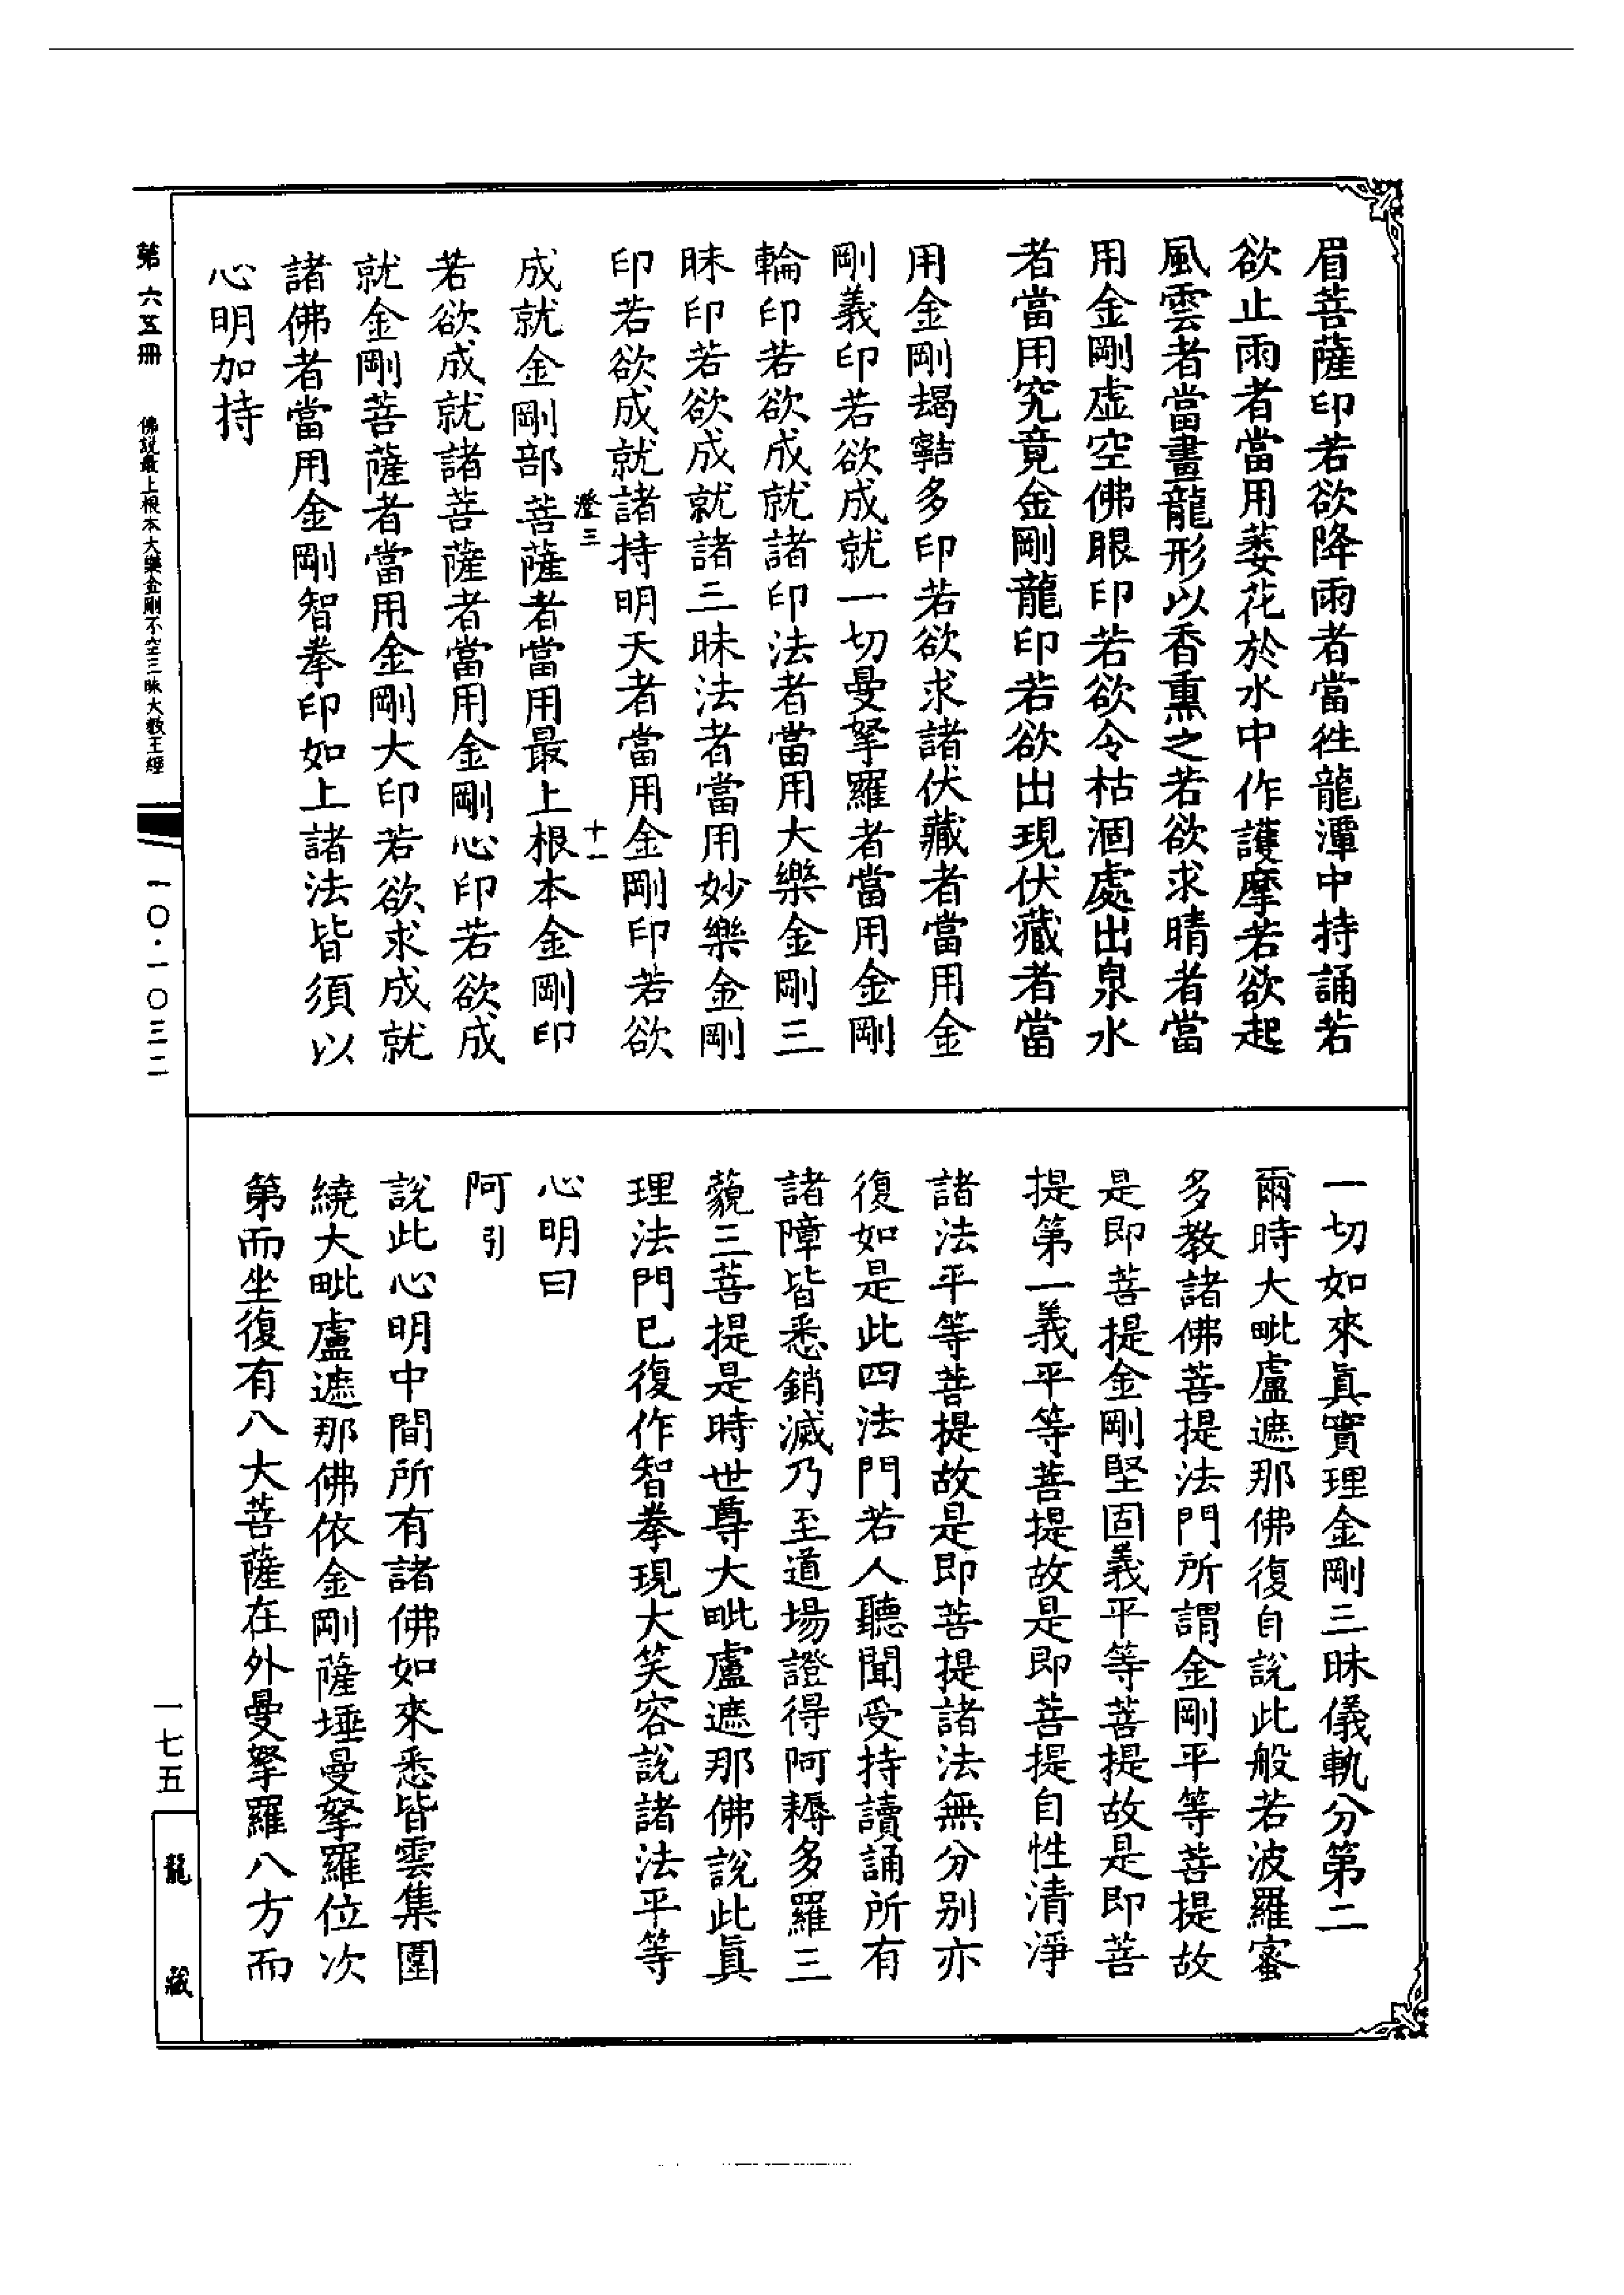 眉菩薩印若欲降雨者當往龍潭中持誦若
欲止雨者當用蔞花於水中作護摩若欲起
風雲者當畫龍形以香熏之若欲求晴者當
用金剛虛空佛眼印若欲令枯涸處出泉水
者當用究竟金剛龍印若欲出現伏藏者當
用金剛羯䩭多印若欲求諸伏藏者當用金
剛義印若欲成就一切曼拏羅者當用金剛
輪印若欲成就諸印法者當用大樂金剛三
昧印若欲成就諸三昧法者當用妙樂金剛
印若欲成就諸持明天者當用金剛印若欲
澄三 十一
成就金剛部菩薩者當用最上根本金剛印
若欲成就諸菩薩者當用金剛心印若欲成
就金剛菩薩者當用金剛大印若欲求成就
諸佛者當用金剛智拳印如上諸法皆須以
心明加持
一切如來真實理金剛三昧儀軌分第二
爾時大毗盧遮那佛復自說此般若波羅蜜
多教諸佛菩提法門所謂金剛平等菩提故
是即菩提金剛堅固義平等菩提故是即菩
提第一義平等菩提故是即菩提自性清淨
諸法平等菩提故是即菩提諸法無分別亦
復如是此四法門若人聽聞受持讀誦所有
諸障皆悉銷滅乃至道場證得阿耨多羅三
藐三菩提是時世尊大毗盧遮那佛說此真
理法門已復作智拳現大笑容說諸法平等
心明曰
阿引
說此心明中間所有諸佛如來悉皆雲集圍
繞大毗盧遮那佛依金剛薩埵曼拏羅位次
第而坐復有八大菩薩在外曼拏羅八方而
第六五冊 佛說最上根本大樂金剛不空三昧大教王經 一〇·一〇三二
一七五 龍藏